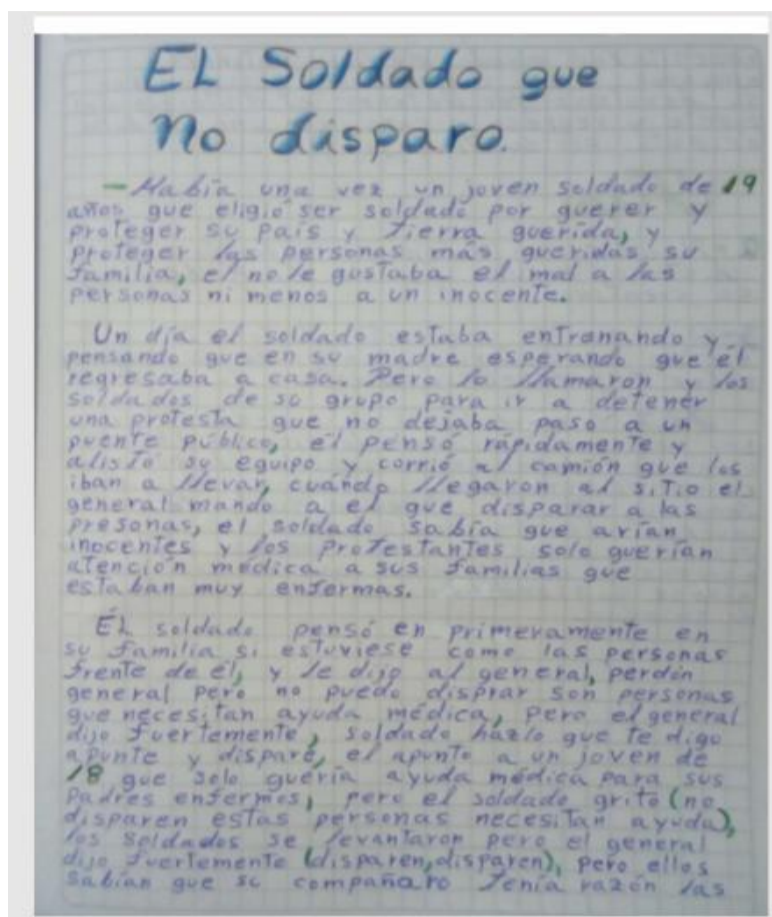 EL Soldado que
No disparo.
- Había una vez un joven soldado de 19
años que eligió ser soldado por querer y
proteger su país y Tierra querida, y
proteger las personas más queridas su
familia, el no le gustaba el mal a las
personas ni menos a un inocente.
Un día el soldado estaba entranando y
pensando que en su madre esperando que él
regresaba a casa. Pero lo llamaron y los
soldados de su grupo para ir a detener
una protesta que no dejaba paso a un
puente público, él pensó rápidamente y
alistó su equipo y corrió al camión que los
iban a llevar, cuándo llegaron al sitio el
general mando a el que disparar a las
presonas, el soldado sabía que arían
inocentes y los protestantes solo querían
atención médica a sus familias que
estaban muy enfermas.
ÉL soldado pensó en primeramente en
su familia si estuviese como las personas
frente de él, y le dijo al general, perdón
general pero no puedo disprar son personas
que necesitan ayuda médica, pero el general
dijo fuertemente, soldado hazlo que te digo
apunte y dispare, el apunto a un joven de
18 que solo quería ayuda médica para sus
padres enfermos, pero el soldado grito (no
disparen estas personas necesitan ayuda),
los soldados se levantaron pero el general
dijo fuertemente (disparen, disparen), pero ellos
sabían que su compañaro Tenía razón las